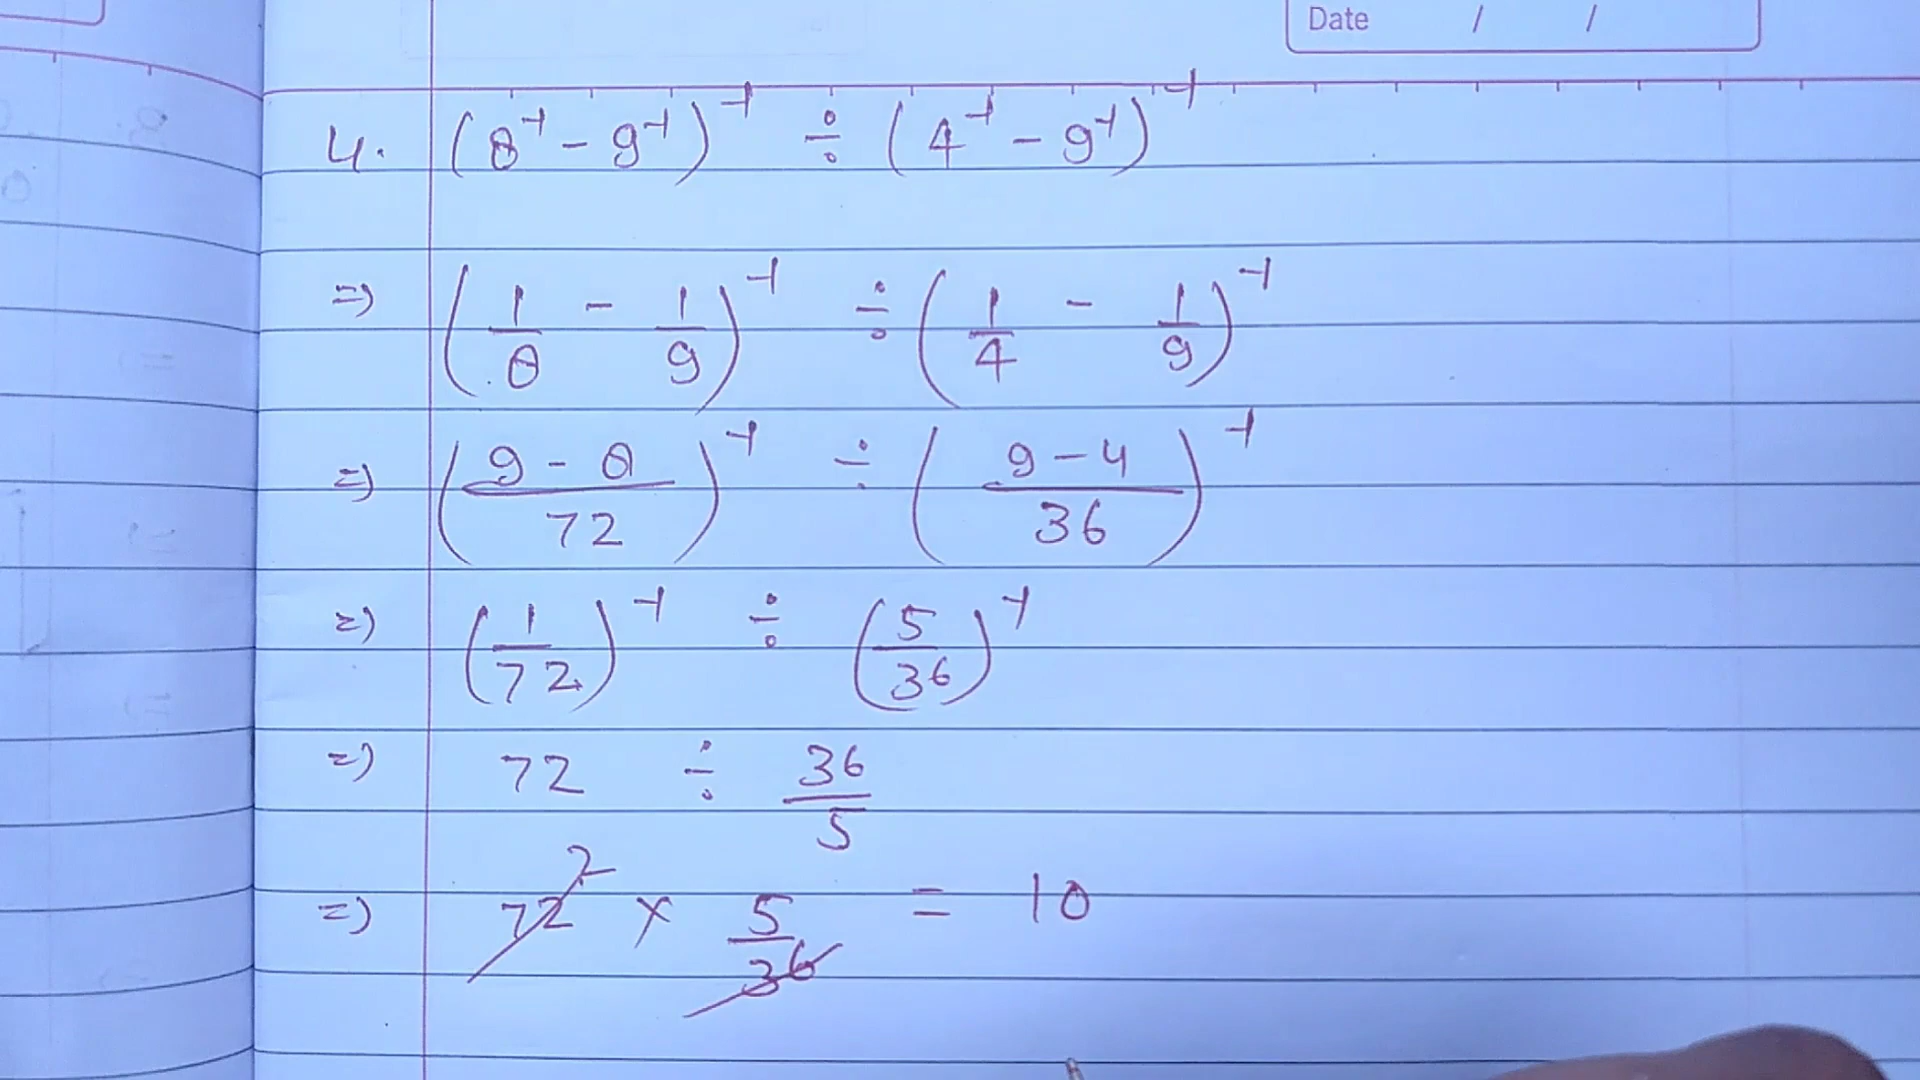 Date / /
4. (8⁻¹ - 9⁻¹)⁻¹ ÷ (4⁻¹ - 9⁻¹)⁻¹
=) (1/8 - 1/9)⁻¹ ÷ (1/4 - 1/9)⁻¹
=) ((9 - 8)/72)⁻¹ ÷ ((9 - 4)/36)⁻¹
=) (1/72)⁻¹ ÷ (5/36)⁻¹
=) 72 ÷ 36/5
=) 72 2 × 5/36 = 10